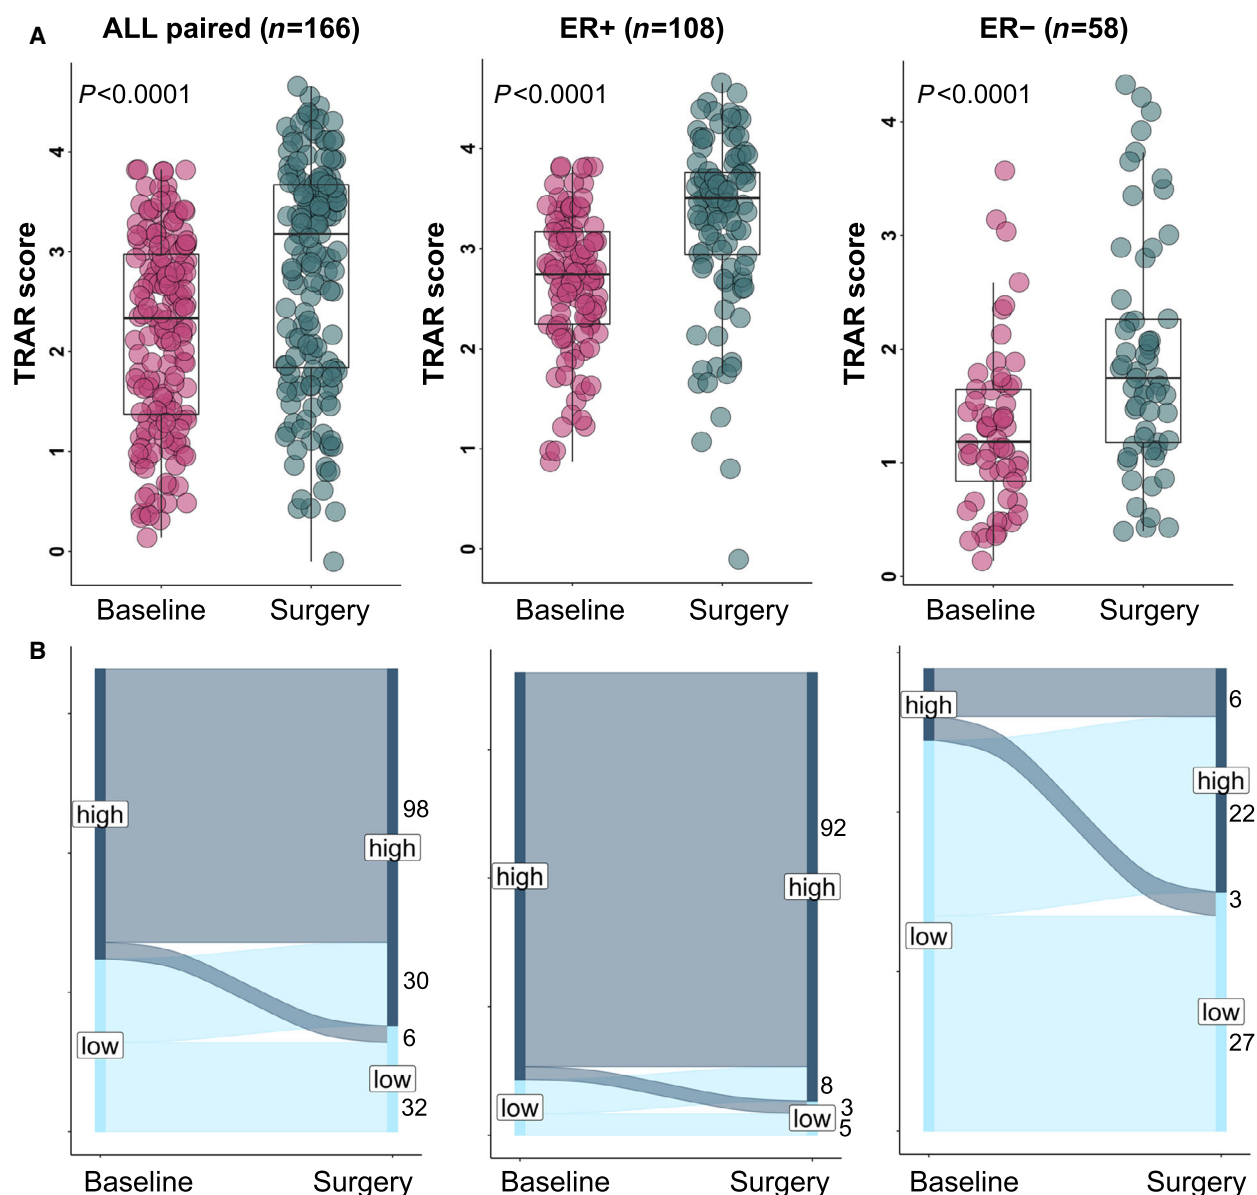 A
ALL paired (n=166)
ER+ (n=108)
ER− (n=58)
P<0.0001
P<0.0001
P<0.0001
TRAR score
4
3
2
1
0
TRAR score
4
3
2
1
0
TRAR score
4
3
2
1
0
Baseline
Surgery
Baseline
Surgery
Baseline
Surgery
B
high
low
high
low
98
30
6
32
high
low
high
low
92
8
3
5
high
low
high
low
6
22
3
27
Baseline
Surgery
Baseline
Surgery
Baseline
Surgery